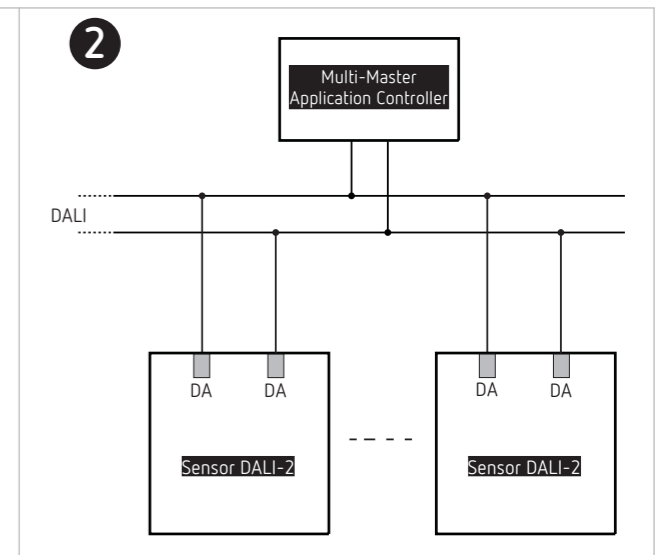 2
Multi-Master
Application Controller
DALI
DA DA DA DA
Sensor DALI-2 Sensor DALI-2